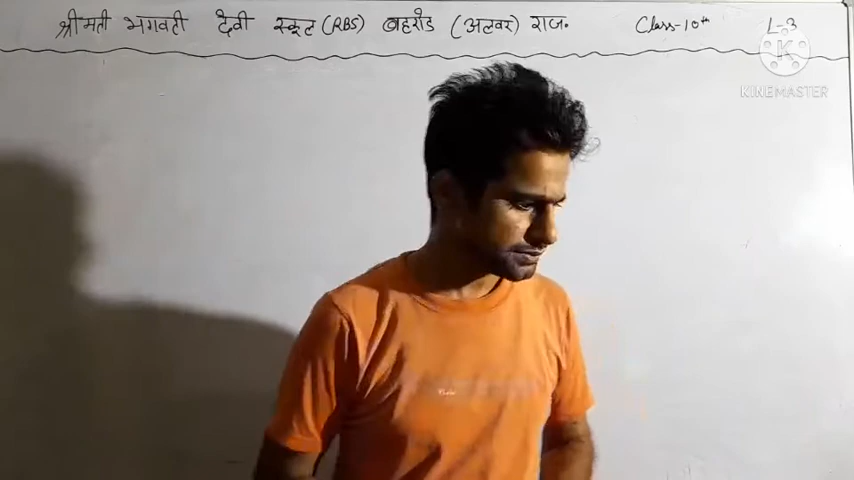 श्रीमती भगवती देवी स्कूल (RBS) बहरोड (अलवर) राज. Class-10th L-3
KINEMASTER